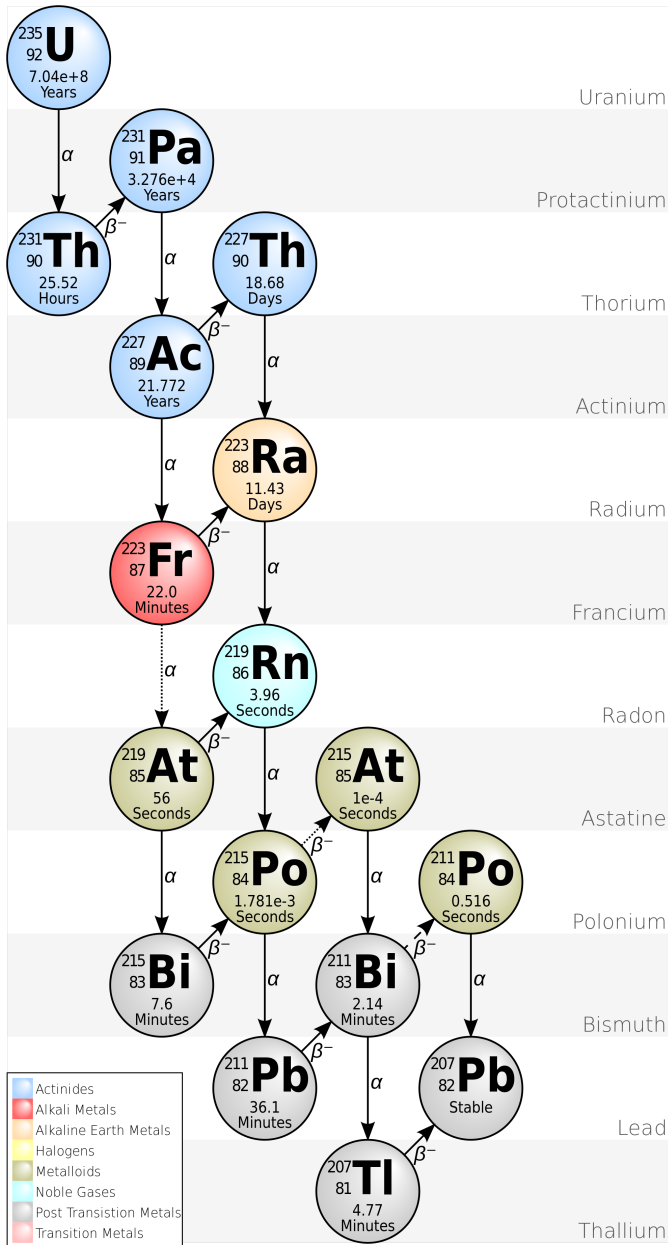 235
92 U
7.04e+8
Years
Uranium
α
231
91 Pa
3.276e+4
Years
Protactinium
β⁻
231
90 Th
25.52
Hours
α
227
90 Th
18.68
Days
Thorium
β⁻
227
89 Ac
21.772
Years
α
Actinium
α
223
88 Ra
11.43
Days
Radium
β⁻
223
87 Fr
22.0
Minutes
α
Francium
α
219
86 Rn
3.96
Seconds
Radon
β⁻
219
85 At
56
Seconds
α
215
85 At
1e-4
Seconds
Astatine
β⁻
α
215
84 Po
1.781e-3
Seconds
α
211
84 Po
0.516
Seconds
Polonium
β⁻
β⁻
215
83 Bi
7.6
Minutes
α
211
83 Bi
2.14
Minutes
α
Bismuth
β⁻
211
82 Pb
36.1
Minutes
α
207
82 Pb
Stable
Lead
β⁻
207
81 Tl
4.77
Minutes
Thallium
Actinides
Alkali Metals
Alkaline Earth Metals
Halogens
Metalloids
Noble Gases
Post Transistion Metals
Transition Metals